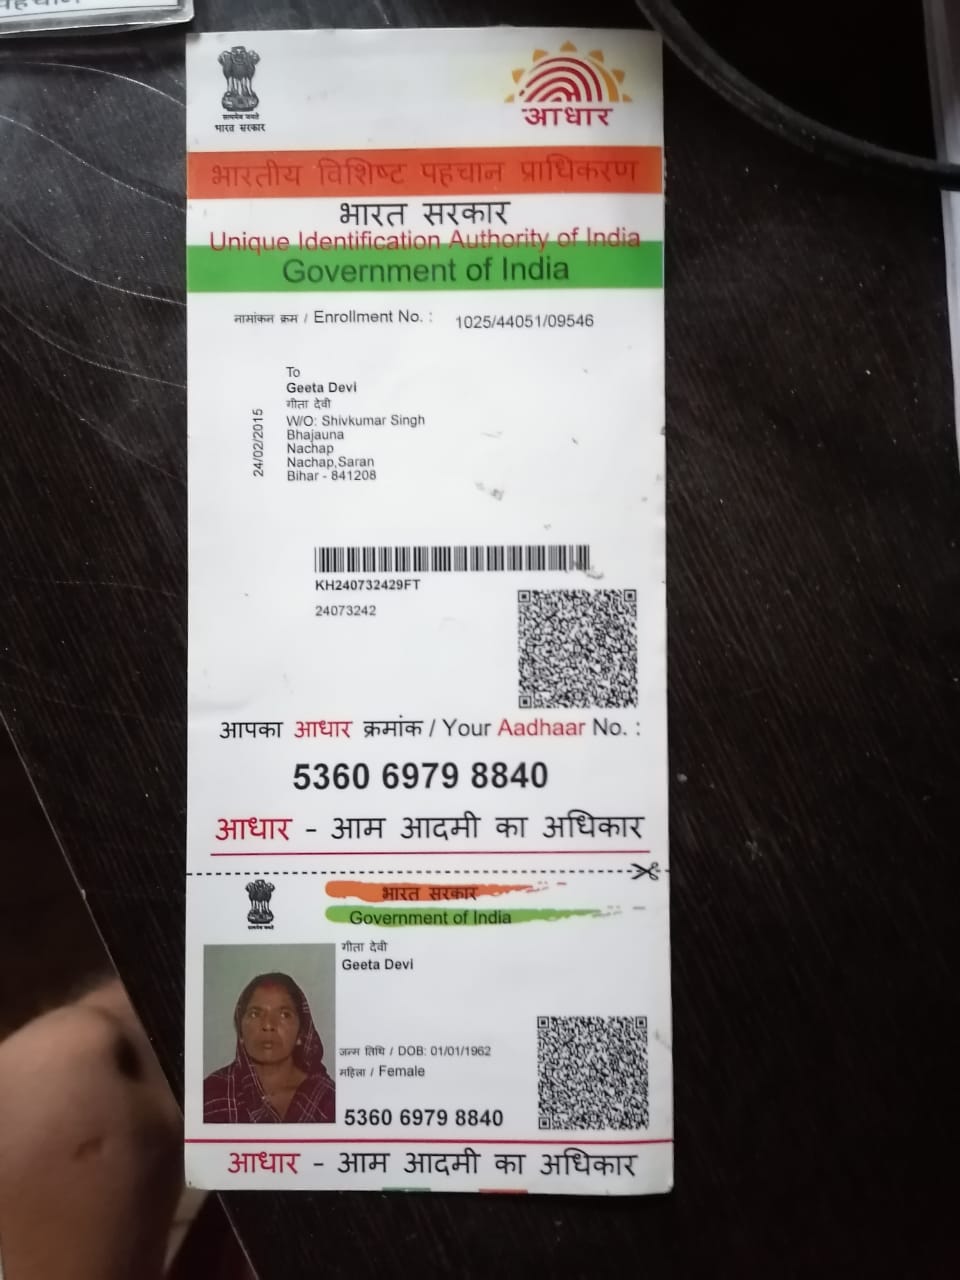 सत्यमेव जयते
भारत सरकार
आधार
भारतीय विशिष्ट पहचान प्राधिकरण
भारत सरकार
Unique Identification Authority of India
Government of India
नामांकन क्रम / Enrollment No. : 1025/44051/09546
To
Geeta Devi
गीता देवी
W/O: Shivkumar Singh
Bhajauna
Nachap
Nachap,Saran
Bihar - 841208
24/02/2015
KH240732429FT
24073242
आपका आधार क्रमांक / Your Aadhaar No. :
5360 6979 8840
आधार - आम आदमी का अधिकार
भारत सरकार
Government of India
सत्यमेव जयते
गीता देवी
Geeta Devi
जन्म तिथि / DOB: 01/01/1962
महिला / Female
5360 6979 8840
आधार - आम आदमी का अधिकार